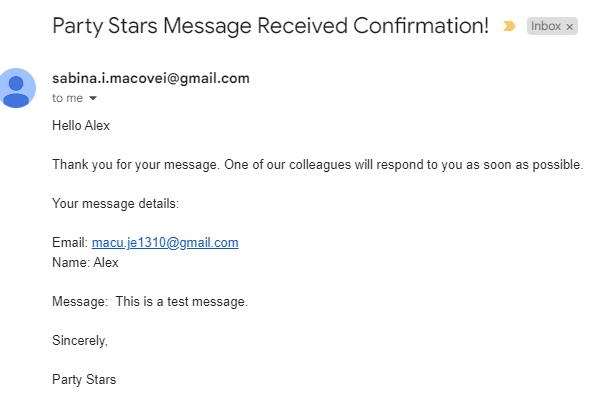 Party Stars Message Received Confirmation!
Inbox ×
sabina.i.macovei@gmail.com
to me
Hello Alex
Thank you for your message. One of our colleagues will respond to you as soon as possible.
Your message details:
Email: macu.je1310@gmail.com
Name: Alex
Message:  This is a test message.
Sincerely,
Party Stars